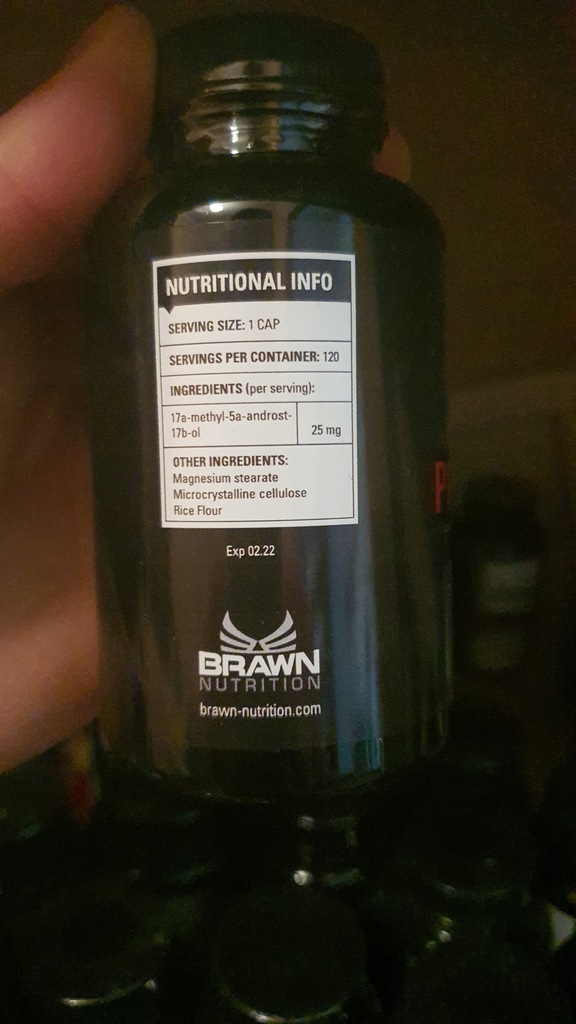 NUTRITIONAL INFO
SERVING SIZE: 1 CAP
SERVINGS PER CONTAINER: 120
INGREDIENTS (per serving):
17a-methyl-5a-androst-
17b-ol
25 mg
OTHER INGREDIENTS:
Magnesium stearate
Microcrystalline cellulose
Rice Flour
Exp 02.22
BRAWN
NUTRITION
brawn-nutrition.com
P